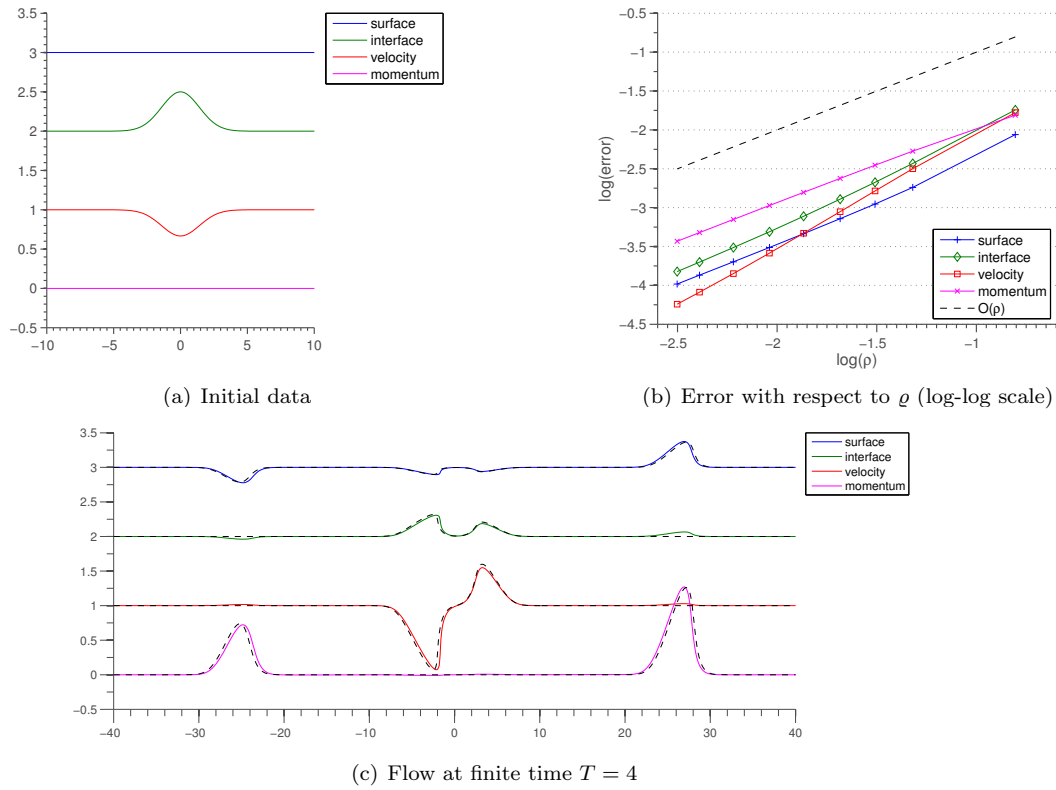 3.5
3
2.5
2
1.5
1
0.5
0
−0.5
−10 −5 0 5 10
surface
interface
velocity
momentum
(a) Initial data
−0.5
−1
−1.5
−2
−2.5
−3
−3.5
−4
−4.5
log(error)
−2.5 −2 −1.5 −1
log(ρ)
surface
interface
velocity
momentum
O(ρ)
(b) Error with respect to ϱ (log-log scale)
3.5
3
2.5
2
1.5
1
0.5
0
−0.5
−40 −30 −20 −10 0 10 20 30 40
surface
interface
velocity
momentum
(c) Flow at finite time T = 4